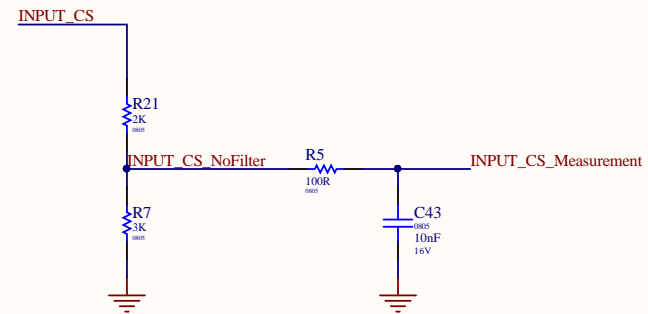 INPUT_CS
R21
2K
0805
INPUT_CS_NoFilter
R5
100R
0805
INPUT_CS_Measurement
R7
3K
0805
C43
0805
10nF
16V